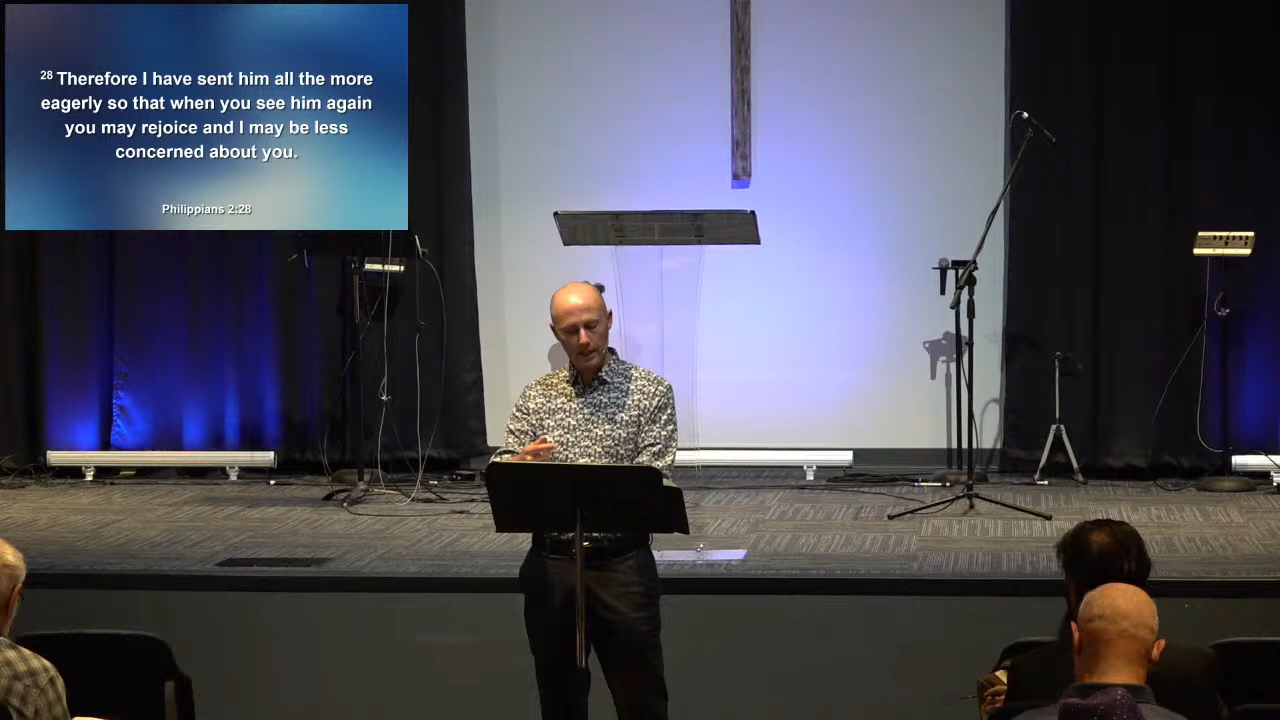 28 Therefore I have sent him all the more
eagerly so that when you see him again
you may rejoice and I may be less
concerned about you.
Philippians 2:28